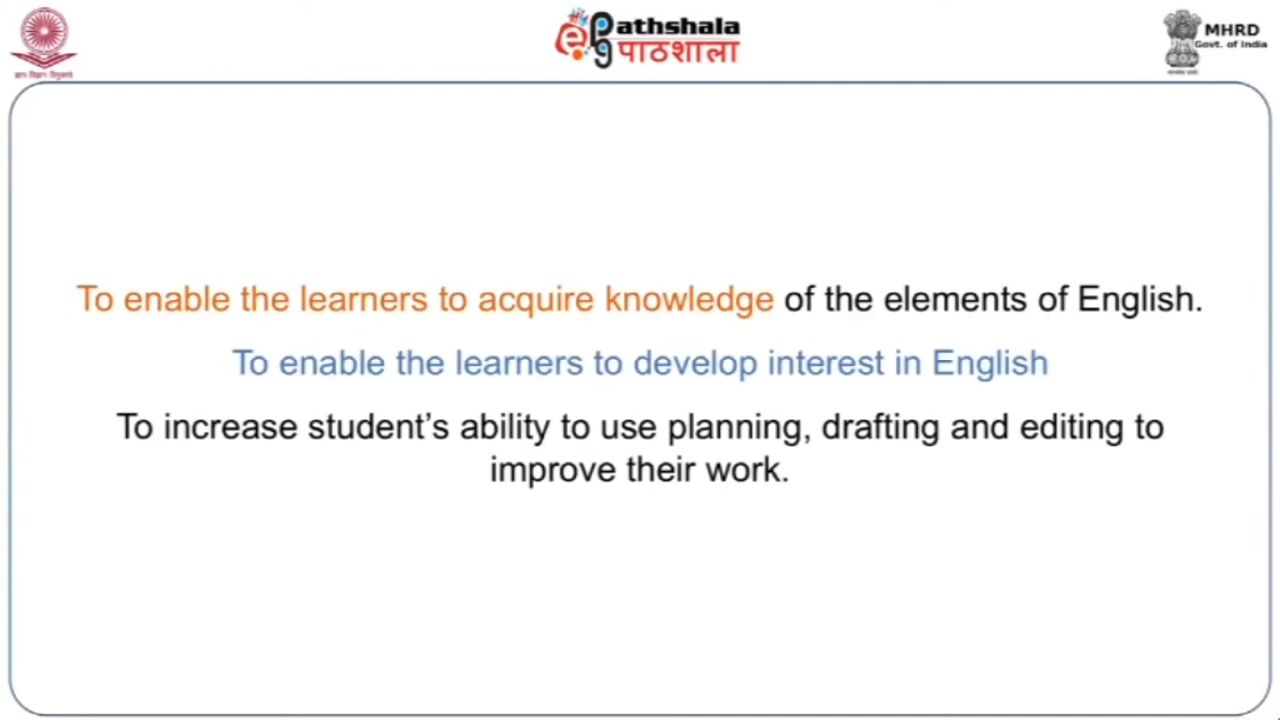 ज्ञान-विज्ञान विमुक्तये
Pathshala
पाठशाला
MHRD
Govt. of India
To enable the learners to acquire knowledge of the elements of English.
To enable the learners to develop interest in English
To increase student’s ability to use planning, drafting and editing to
improve their work.